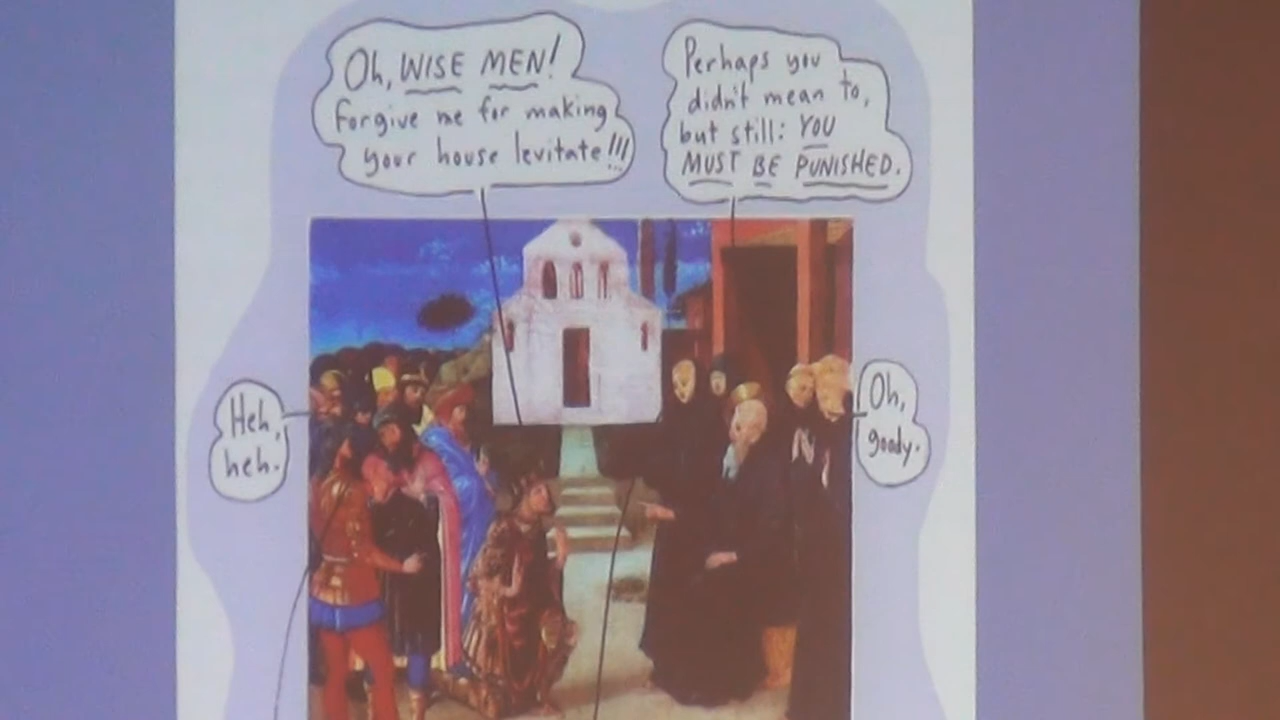 Oh, WISE MEN!
Forgive me for making
your house levitate!!!
Perhaps you
didn't mean to,
but still: YOU
MUST BE PUNISHED.
Heh,
heh.
Oh,
goody.